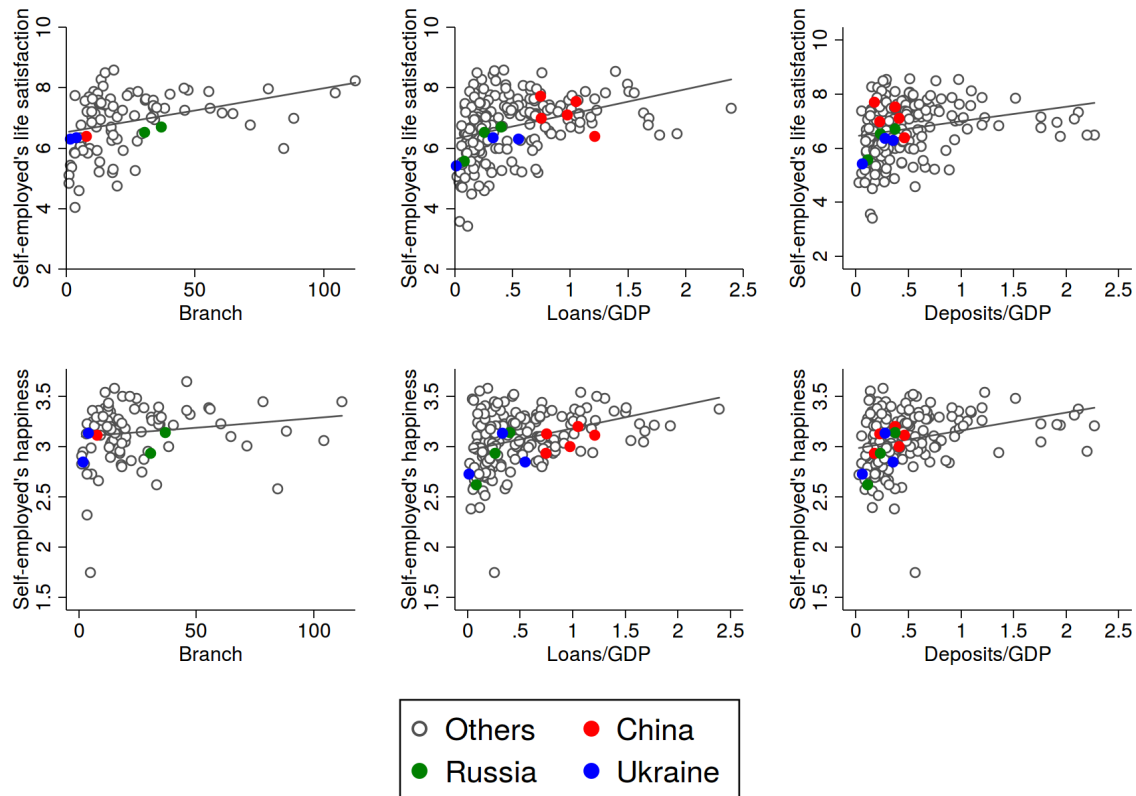 Self-employed's life satisfaction
10
8
6
4
2
0 50 100
Branch
Self-employed's life satisfaction
10
8
6
4
2
0 .5 1 1.5 2 2.5
Loans/GDP
Self-employed's life satisfaction
10
8
6
4
2
0 .5 1 1.5 2 2.5
Deposits/GDP
Self-employed's happiness
3.5
3
2.5
2
1.5
0 50 100
Branch
Self-employed's happiness
3.5
3
2.5
2
1.5
0 .5 1 1.5 2 2.5
Loans/GDP
Self-employed's happiness
3.5
3
2.5
2
1.5
0 .5 1 1.5 2 2.5
Deposits/GDP
Others China
Russia Ukraine